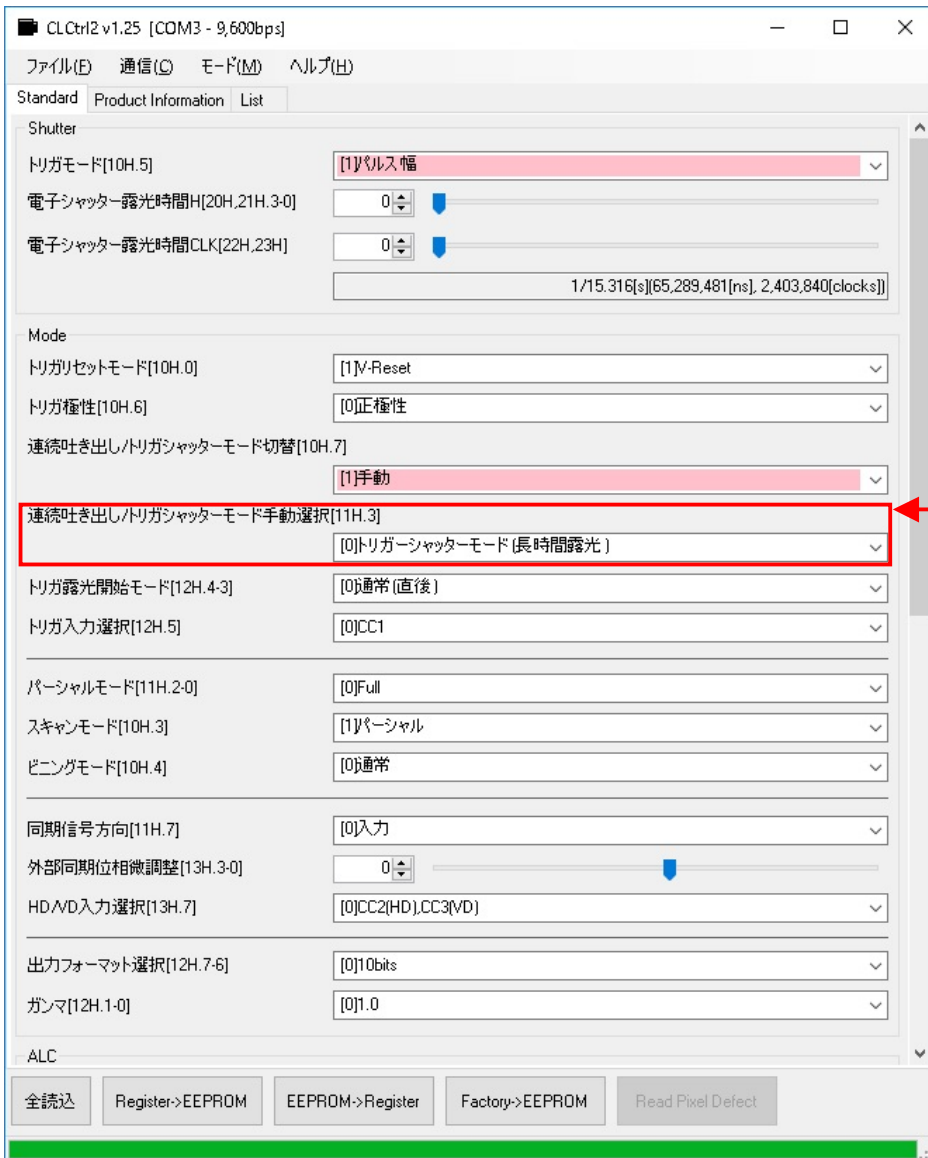 CLCtrl2 v1.25 [COM3 - 9,600bps]
ファイル(F) 通信(C) モード(M) ヘルプ(H)
Standard Product Information List
Shutter
トリガモード[10H.5] [1]パルス幅
電子シャッター露光時間H[20H,21H.3-0] 0
電子シャッター露光時間CLK[22H,23H] 0
1/15.316[s](65,289,481[ns], 2,403,840[clocks])
Mode
トリガリセットモード[10H.0] [1]V-Reset
トリガ極性[10H.6] [0]正極性
連続吐き出し/トリガシャッターモード切替[10H.7]
[1]手動
連続吐き出し/トリガシャッターモード手動選択[11H.3]
[0]トリガーシャッターモード(長時間露光)
トリガ露光開始モード[12H.4-3] [0]通常(直後)
トリガ入力選択[12H.5] [0]CC1
パーシャルモード[11H.2-0] [0]Full
スキャンモード[10H.3] [1]パーシャル
ビニングモード[10H.4] [0]通常
同期信号方向[11H.7] [0]入力
外部同期位相微調整[13H.3-0] 0
HD/VD入力選択[13H.7] [0]CC2(HD),CC3(VD)
出力フォーマット選択[12H.7-6] [0]10bits
ガンマ[12H.1-0] [0]1.0
ALC
全読込 Register->EEPROM EEPROM->Register Factory->EEPROM Read Pixel Defect